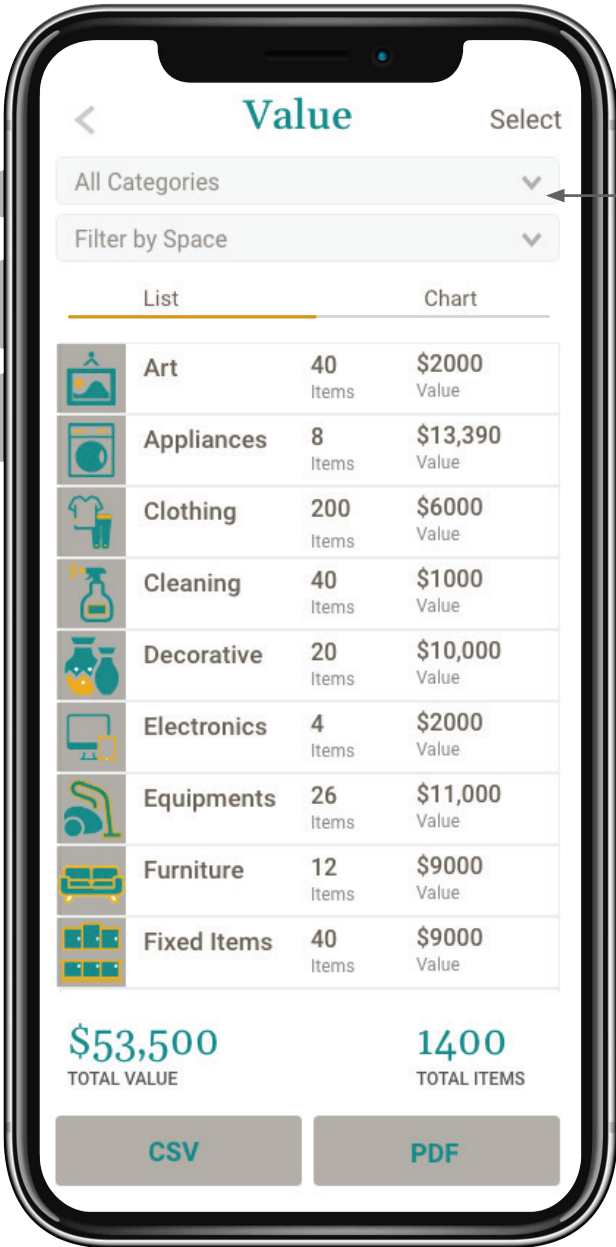 Value
Select
All Categories
Filter by Space
List Chart
Art 40 $2000
Items Value
Appliances 8 $13,390
Items Value
Clothing 200 $6000
Items Value
Cleaning 40 $1000
Items Value
Decorative 20 $10,000
Items Value
Electronics 4 $2000
Items Value
Equipments 26 $11,000
Items Value
Furniture 12 $9000
Items Value
Fixed Items 40 $9000
Items Value
$53,500 1400
TOTAL VALUE TOTAL ITEMS
CSV PDF